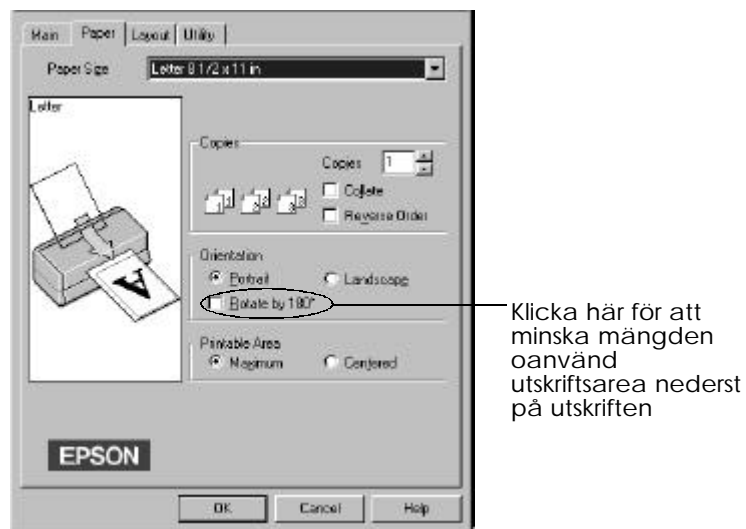 Main Paper Layout Utility
Paper Size Letter 8 1/2 x 11 in
Letter
Copies
Copies 1
Collate
Reverse Order
Orientation
Portrait Landscape
Rotate by 180°
Printable Area
Maximum Centered
EPSON
OK Cancel Help
Klicka här för att
minska mängden
oanvänd
utskriftsarea nederst
på utskriften